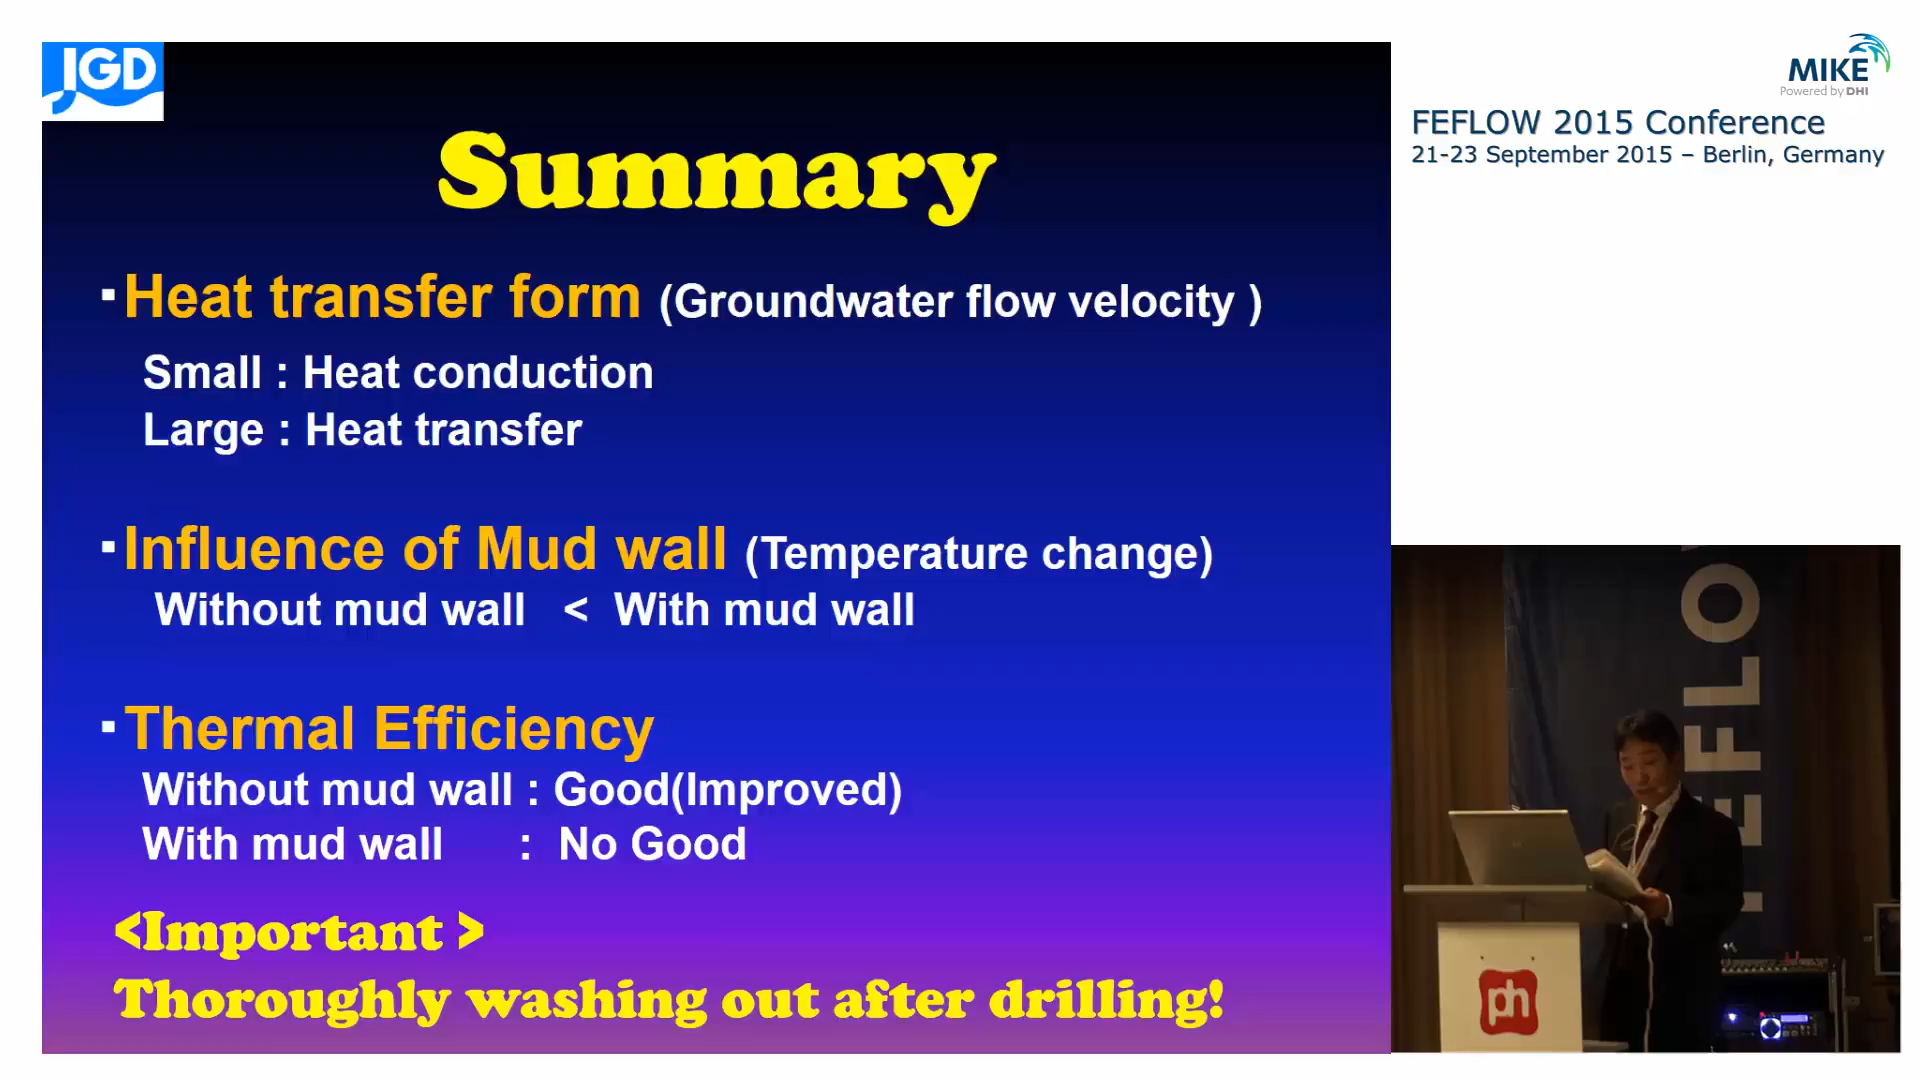 JGD
Summary
▪Heat transfer form (Groundwater flow velocity )
Small : Heat conduction
Large : Heat transfer
▪Influence of Mud wall (Temperature change)
Without mud wall < With mud wall
▪Thermal Efficiency
Without mud wall : Good(Improved)
With mud wall : No Good
<Important >
Thoroughly washing out after drilling!
MIKE
Powered by DHI
FEFLOW 2015 Conference
21-23 September 2015 – Berlin, Germany
FEFLO
FEFLOW
ph